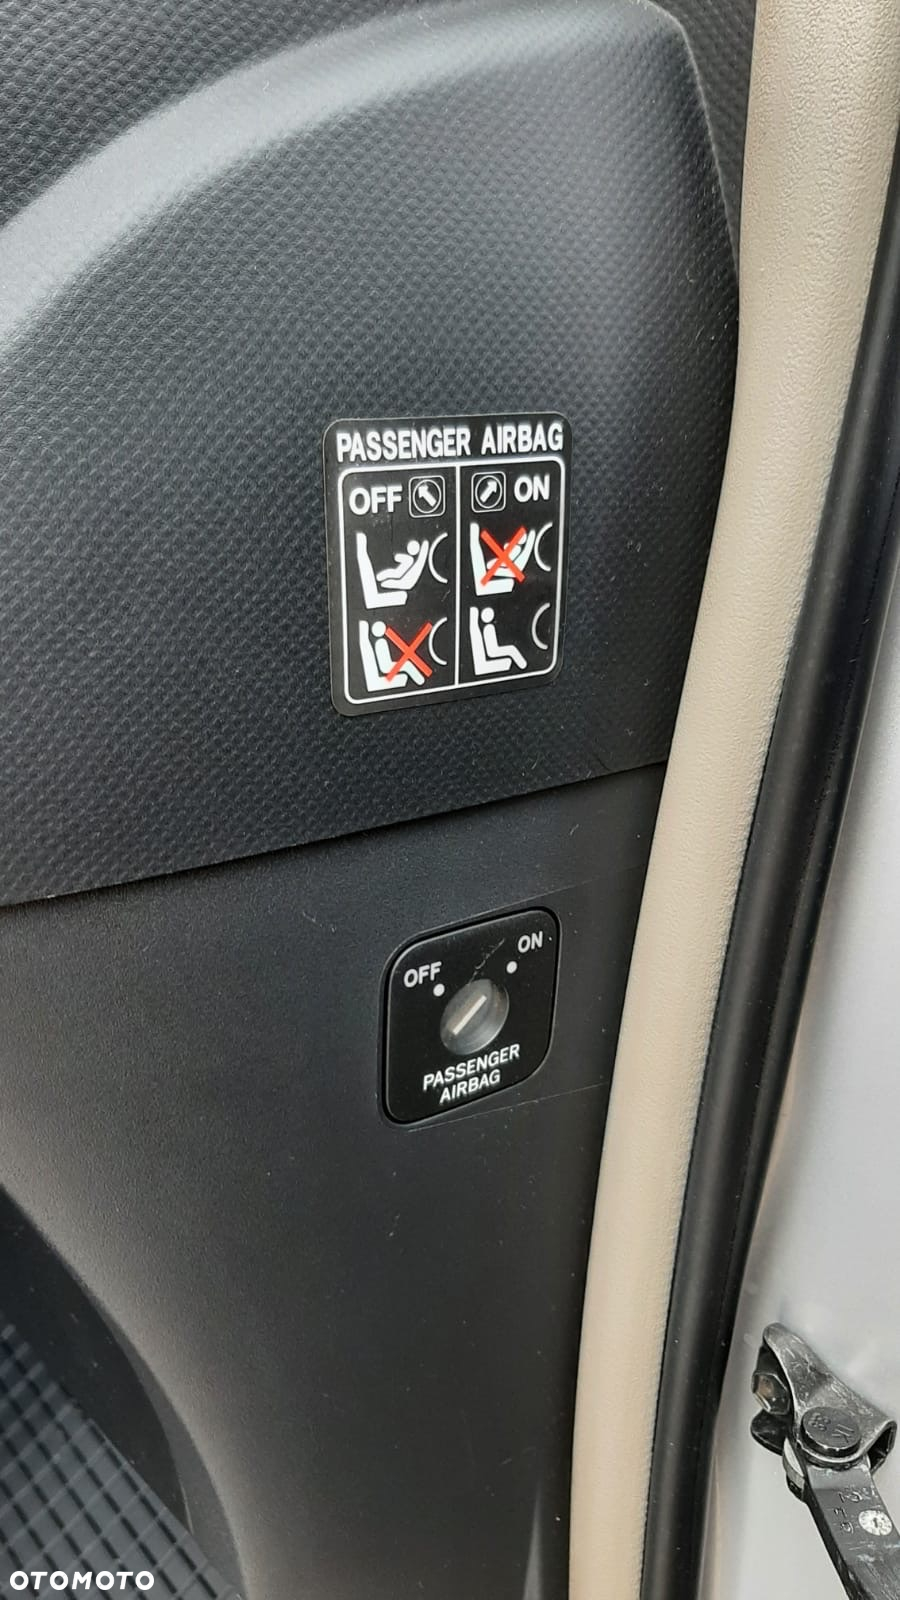 PASSENGER AIRBAG
OFF ON
OFF ON
PASSENGER
AIRBAG
OTOMOTO